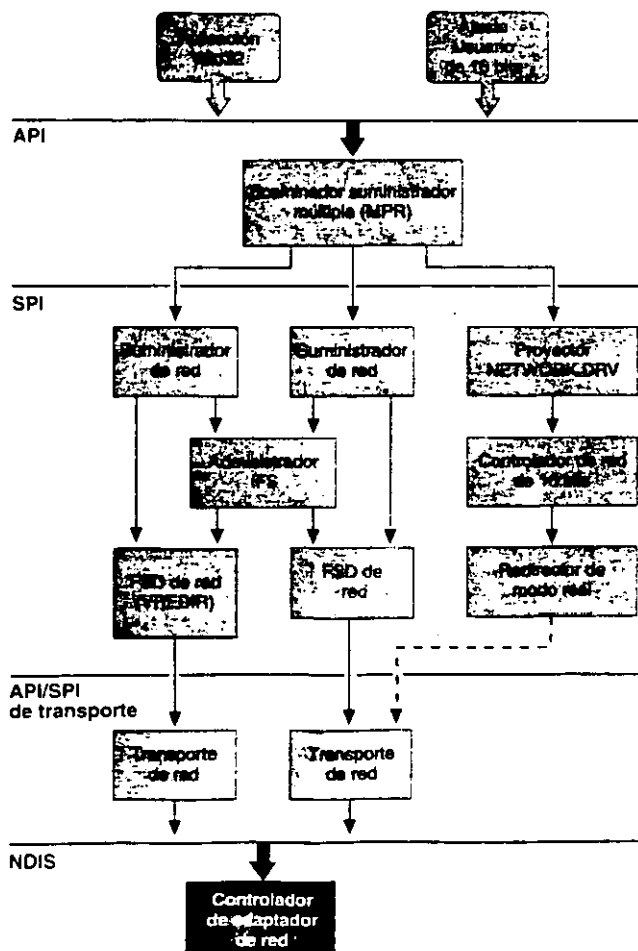 Aplicación
Win32
Usuario
de 16 bits
API
suministrador
múltiple (MPR)
SPI
Suministrador
de red
Suministrador
de red
Proyector
NETWORK.DRV
Administrador
IFS
Controlador de red
de 16 bits
FSD de red
(VREDIR)
FSD de
red
Redirector de
modo real
API/SPI
de transporte
Transporte
de red
Transporte
de red
NDIS
Controlador
de adaptador
de red